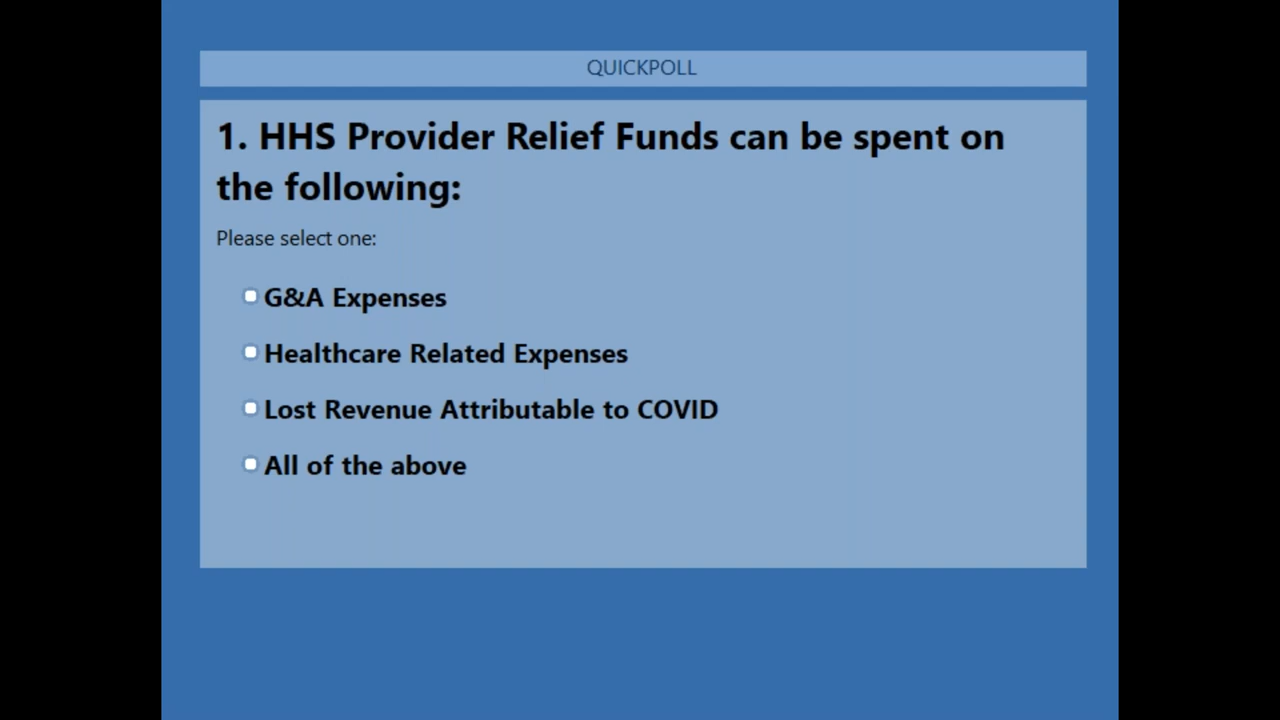 QUICKPOLL
1. HHS Provider Relief Funds can be spent on
the following:
Please select one:
G&A Expenses
Healthcare Related Expenses
Lost Revenue Attributable to COVID
All of the above